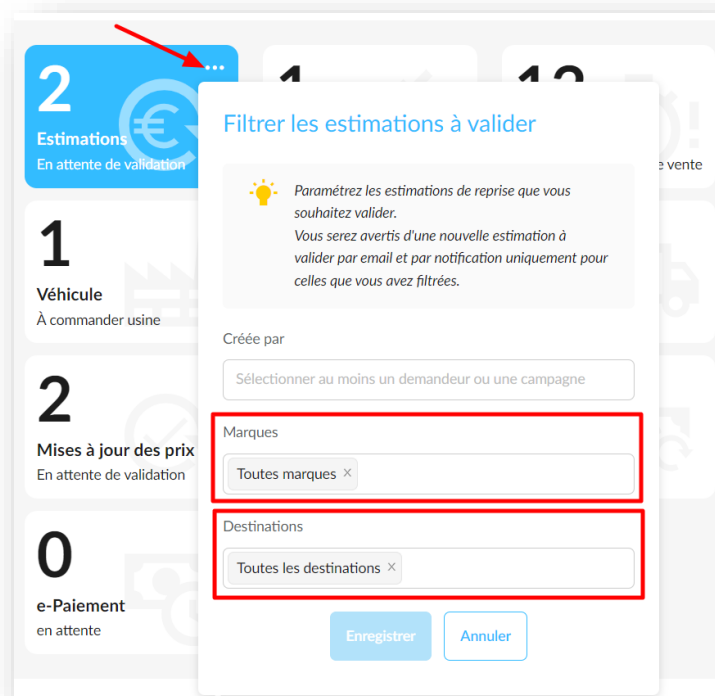 2
Estimations
En attente de validation
1
12
e vente
Filtrer les estimations à valider
Paramétrez les estimations de reprise que vous
souhaitez valider.
Vous serez avertis d'une nouvelle estimation à
valider par email et par notification uniquement pour
celles que vous avez filtrées.
Créée par
Sélectionner au moins un demandeur ou une campagne
Marques
Toutes marques ×
Destinations
Toutes les destinations ×
Enregistrer
Annuler
1
Véhicule
À commander usine
2
Mises à jour des prix
En attente de validation
0
e-Paiement
en attente